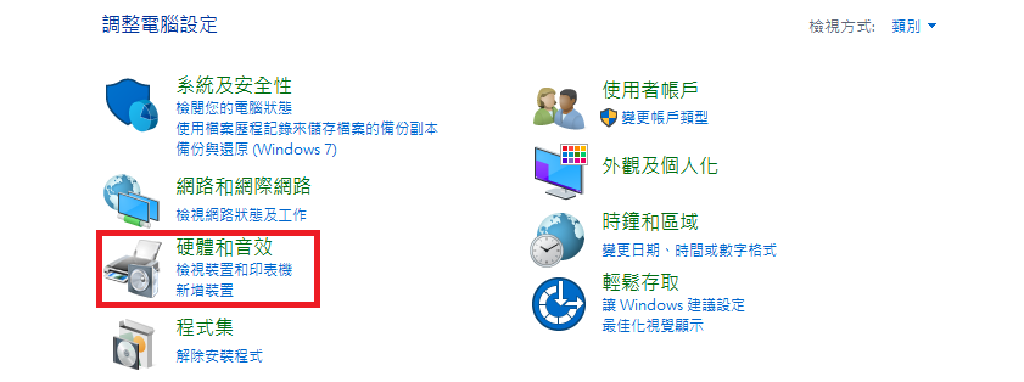 調整電腦設定
檢視方式: 類別
系統及安全性
檢閱您的電腦狀態
使用檔案歷程記錄來儲存檔案的備份副本
備份與還原 (Windows 7)
網路和網際網路
檢視網路狀態及工作
硬體和音效
檢視裝置和印表機
新增裝置
程式集
解除安裝程式
使用者帳戶
變更帳戶類型
外觀及個人化
時鐘和區域
變更日期、時間或數字格式
輕鬆存取
讓 Windows 建議設定
最佳化視覺顯示